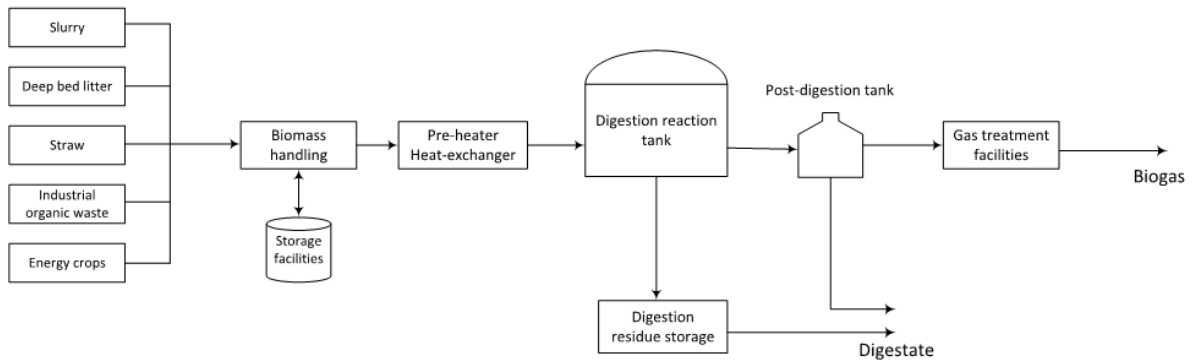 Slurry
Deep bed litter
Straw
Industrial
organic waste
Energy crops
Biomass
handling
Storage
facilities
Pre-heater
Heat-exchanger
Digestion reaction
tank
Post-digestion tank
Gas treatment
facilities
Biogas
Digestion
residue storage
Digestate